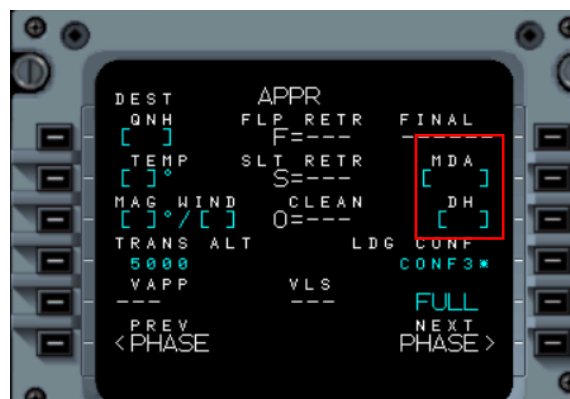 DEST APPR
QNH FLP RETR FINAL
[ ] F=--- ------
TEMP SLT RETR MDA
[ ]° S=--- [ ]
MAG WIND CLEAN DH
[ ]°/[ ] O=--- [ ]
TRANS ALT LDG CONF
5000 CONF3*
VAPP VLS
--- --- FULL
PREV NEXT
<PHASE PHASE>